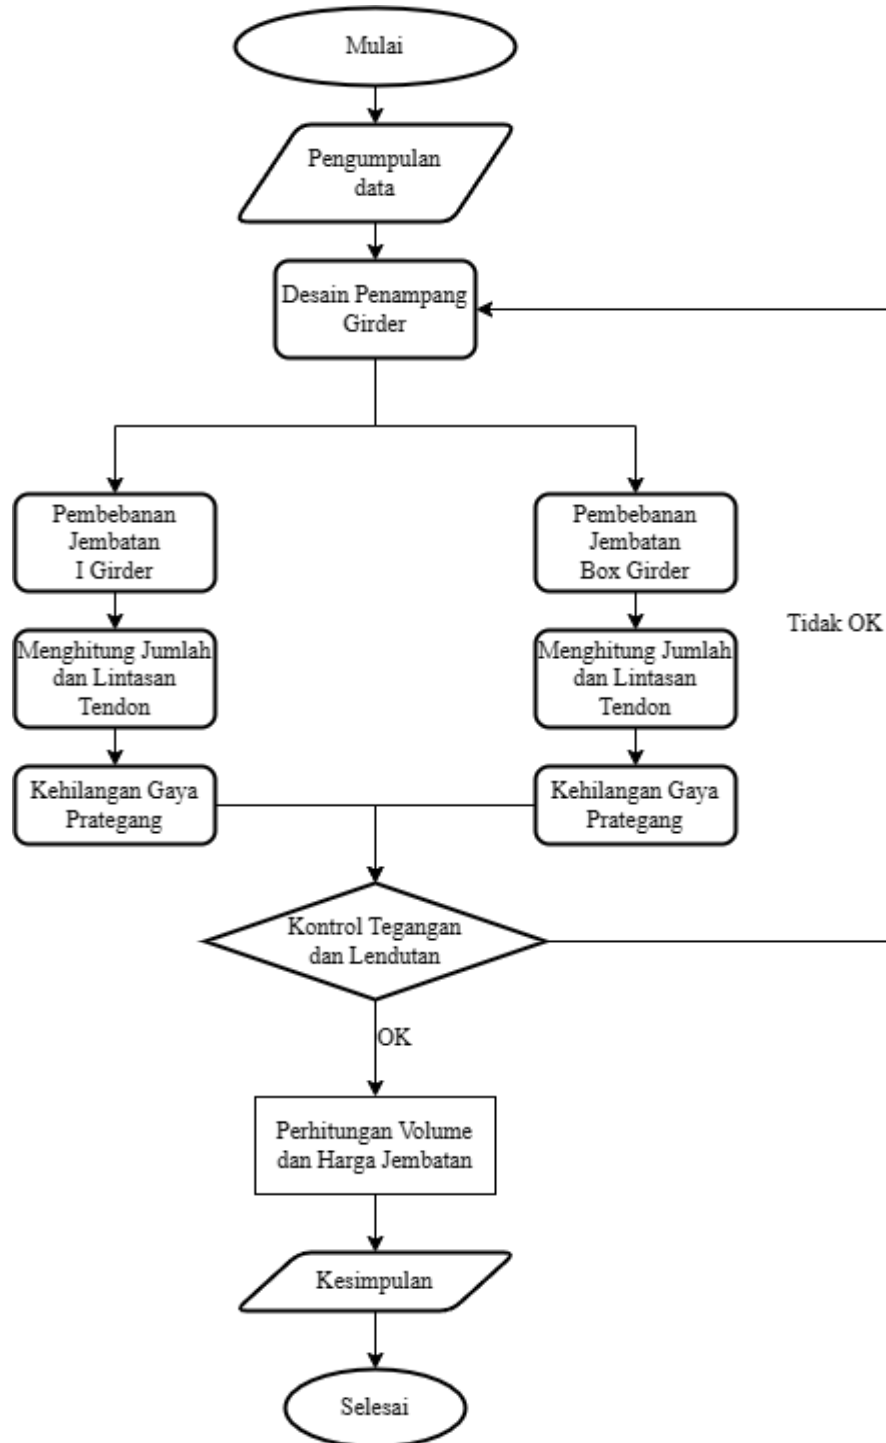 Mulai
Pengumpulan
data
Desain Penampang
Girder
Pembebanan
Jembatan
I Girder
Menghitung Jumlah
dan Lintasan
Tendon
Kehilangan Gaya
Prategang
Pembebanan
Jembatan
Box Girder
Menghitung Jumlah
dan Lintasan
Tendon
Kehilangan Gaya
Prategang
Tidak OK
Kontrol Tegangan
dan Lendutan
OK
Perhitungan Volume
dan Harga Jembatan
Kesimpulan
Selesai